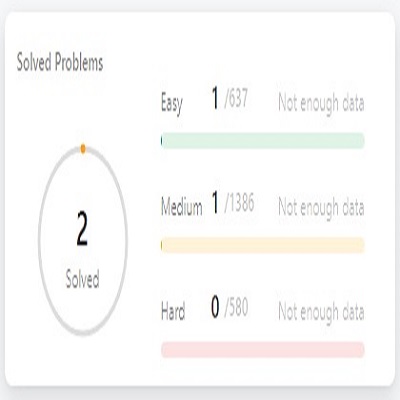 Solved Problems
Easy 1 /637 Not enough data
Medium 1 /1386 Not enough data
2
Solved
Hard 0 /580 Not enough data